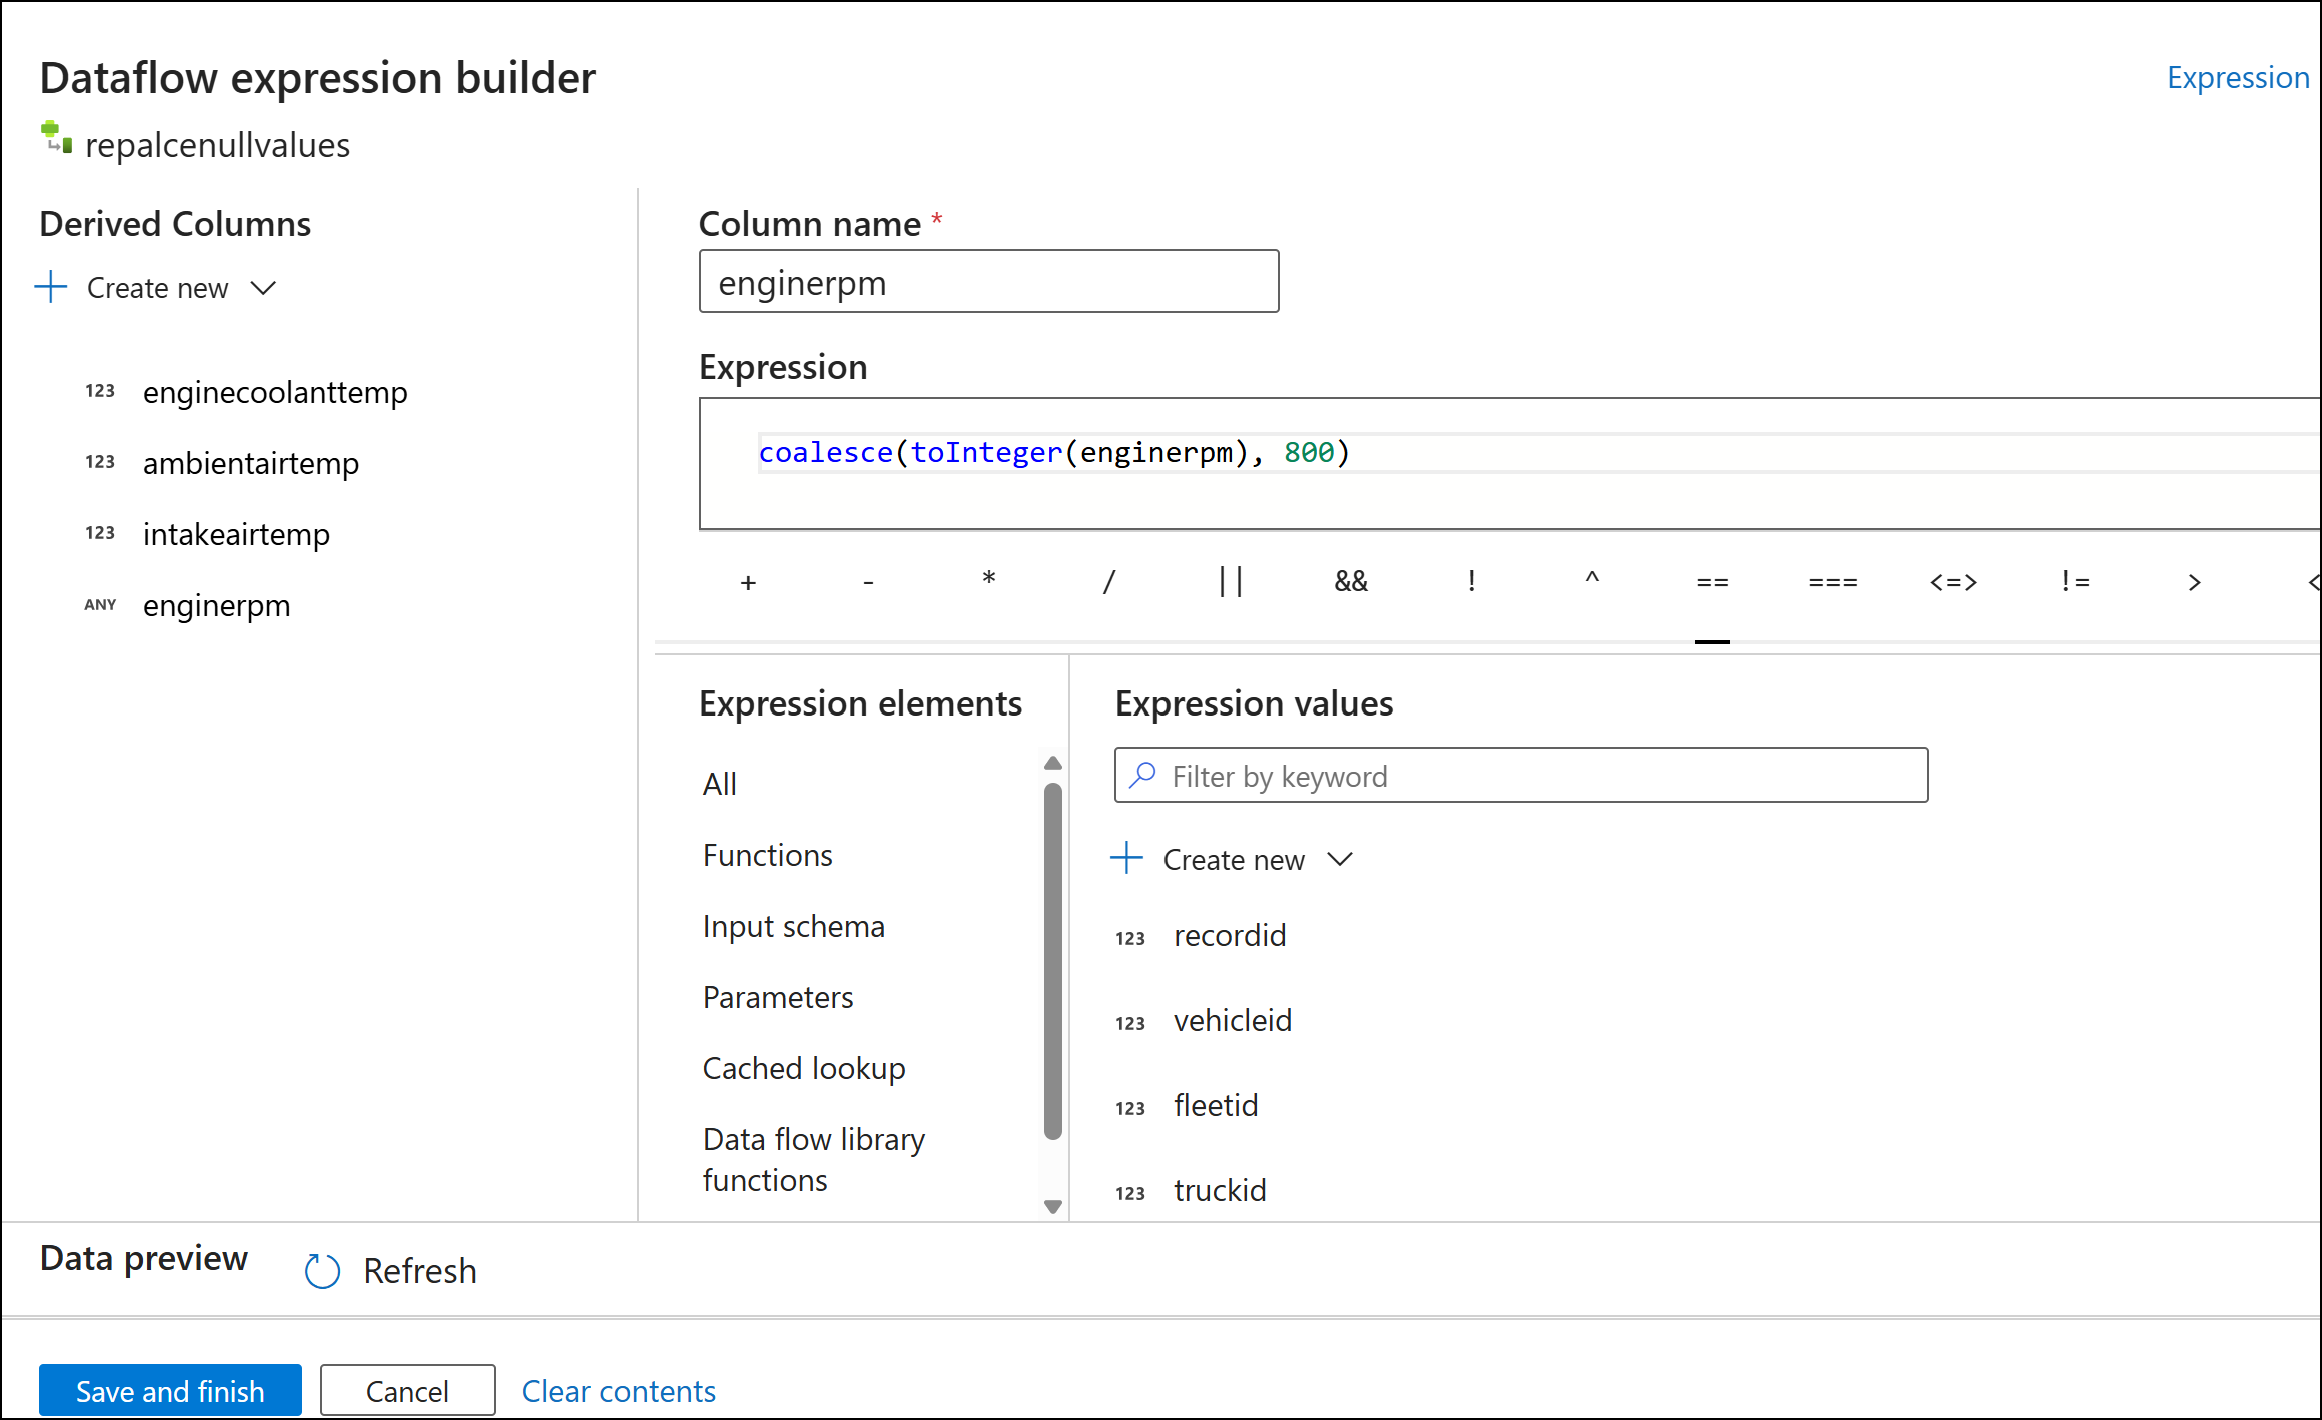 Dataflow expression builder
Expression
repalcenullvalues
Derived Columns
Create new
123 enginecoolanttemp
123 ambientairtemp
123 intakeairtemp
ANY enginerpm
Column name *
enginerpm
Expression
coalesce(toInteger(enginerpm), 800)
+ - * / || && ! ^ == === <=> != > <
Expression elements
All
Functions
Input schema
Parameters
Cached lookup
Data flow library
functions
Expression values
Filter by keyword
Create new
123 recordid
123 vehicleid
123 fleetid
123 truckid
Data preview
Refresh
Save and finish
Cancel
Clear contents